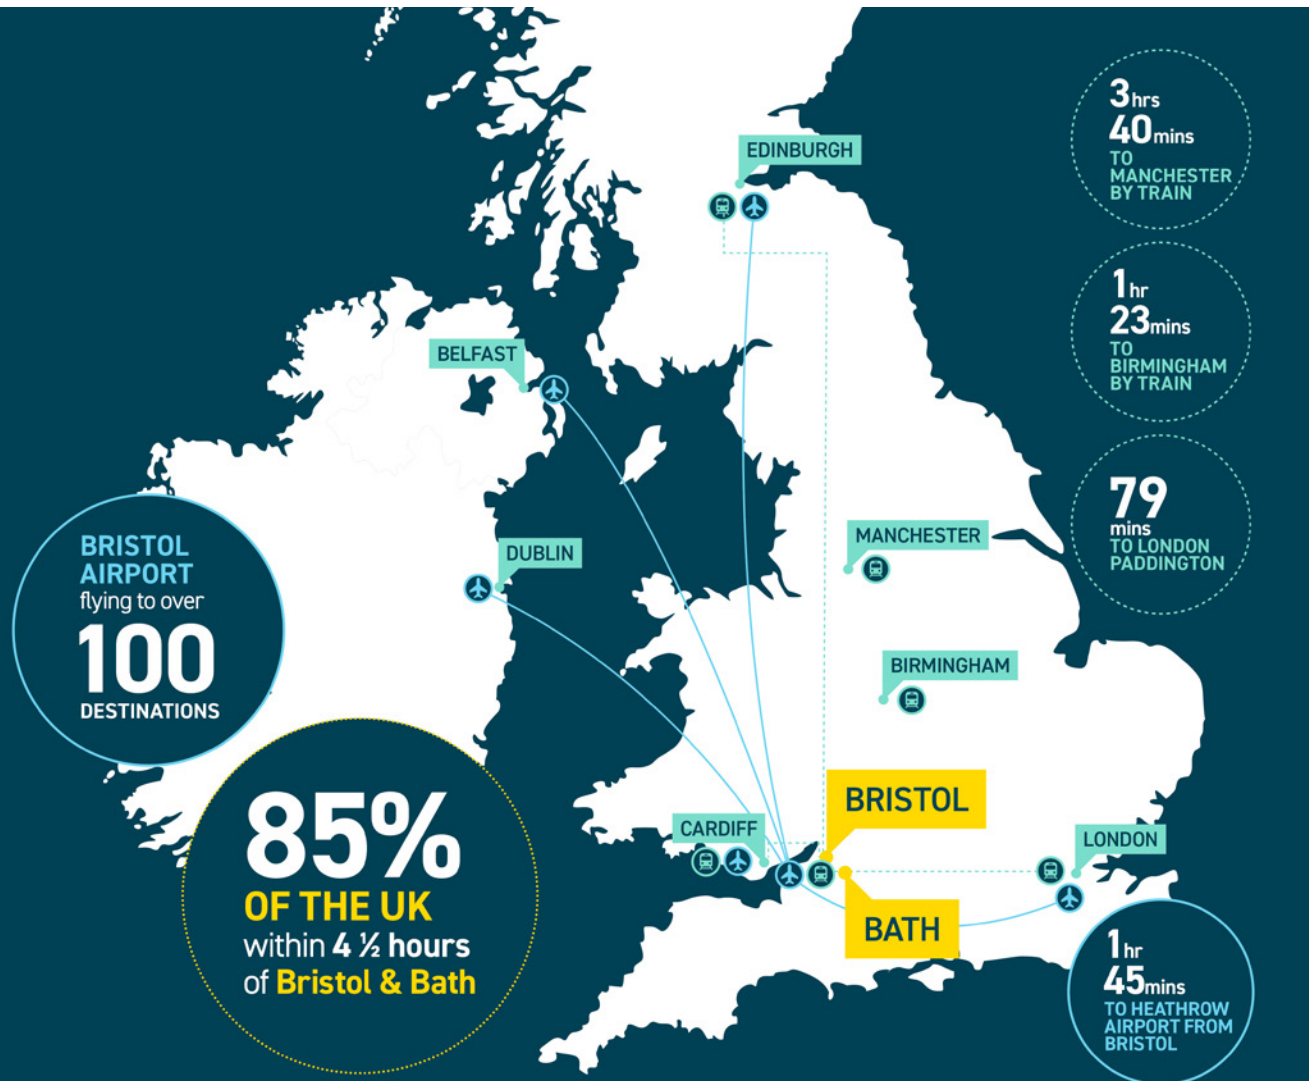 3hrs
40mins
TO
MANCHESTER
BY TRAIN
EDINBURGH
1hr
23mins
TO
BIRMINGHAM
BY TRAIN
BELFAST
79
mins
TO LONDON
PADDINGTON
MANCHESTER
DUBLIN
BRISTOL
AIRPORT
flying to over
100
DESTINATIONS
BIRMINGHAM
85%
OF THE UK
within 4 ½ hours
of Bristol & Bath
BRISTOL
CARDIFF
LONDON
BATH
1hr
45mins
TO HEATHROW
AIRPORT FROM
BRISTOL